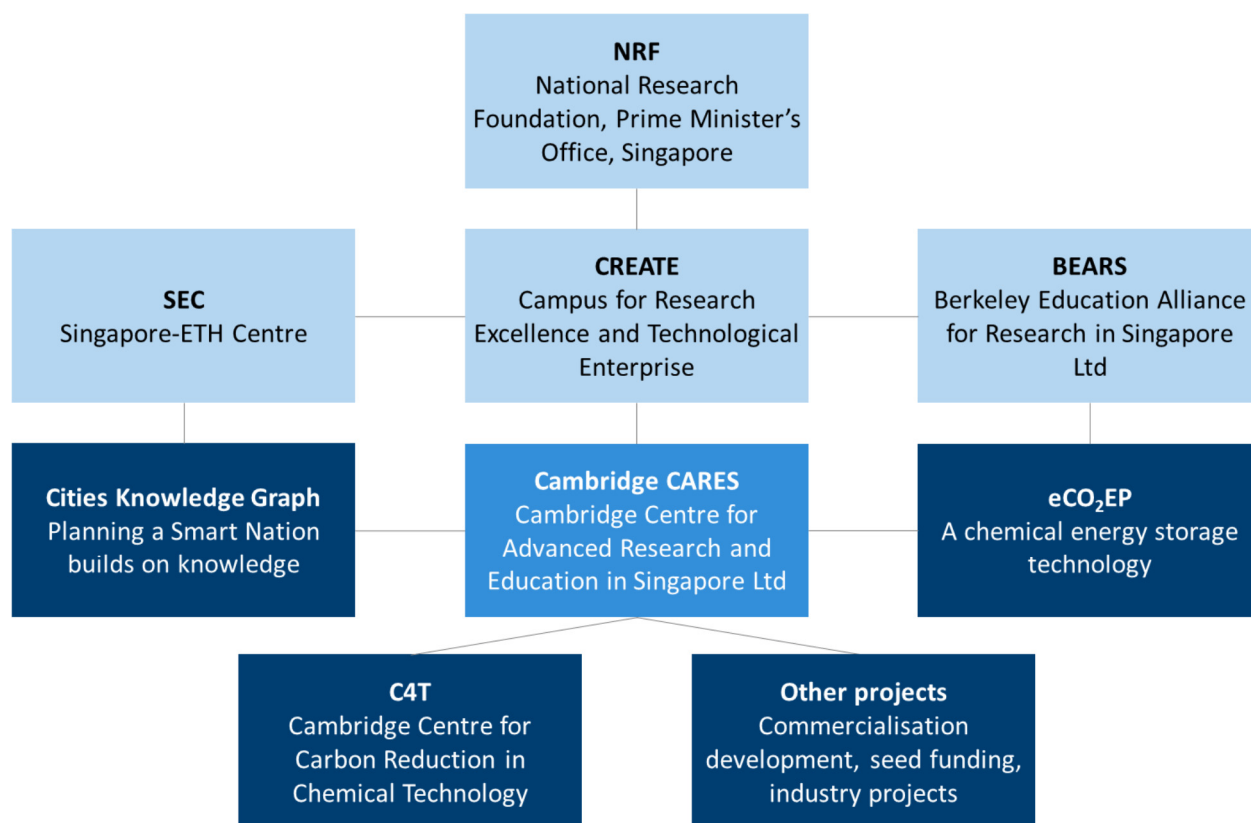 NRF
National Research
Foundation, Prime Minister’s
Office, Singapore
SEC
Singapore-ETH Centre
CREATE
Campus for Research
Excellence and Technological
Enterprise
BEARS
Berkeley Education Alliance
for Research in Singapore
Ltd
Cities Knowledge Graph
Planning a Smart Nation
builds on knowledge
Cambridge CARES
Cambridge Centre for
Advanced Research and
Education in Singapore Ltd
eCO₂EP
A chemical energy storage
technology
C4T
Cambridge Centre for
Carbon Reduction in
Chemical Technology
Other projects
Commercialisation
development, seed funding,
industry projects